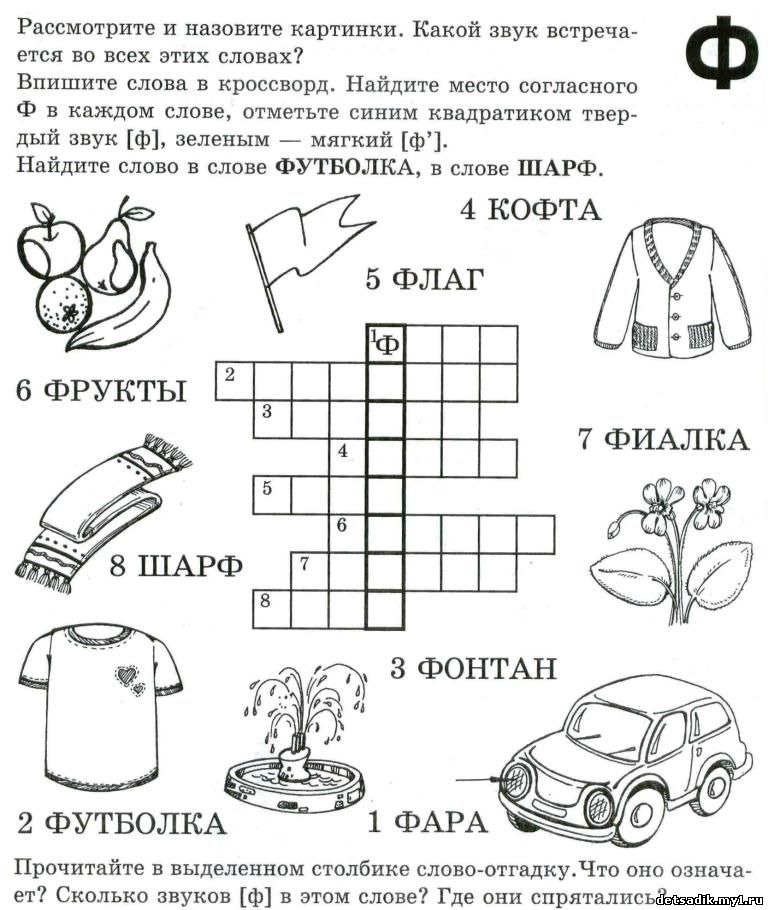 Рассмотрите и назовите картинки. Какой звук встреча-
ется во всех этих словах?
Впишите слова в кроссворд. Найдите место согласного
Ф в каждом слове, отметьте синим квадратиком твер-
дый звук [ф], зеленым — мягкий [ф’].
Найдите слово в слове ФУТБОЛКА, в слове ШАРФ.
Ф
4 КОФТА
5 ФЛАГ
1 Ф
2
6 ФРУКТЫ
3
4
7 ФИАЛКА
5
6
8 ШАРФ
7
8
3 ФОНТАН
2 ФУТБОЛКА
1 ФАРА
Прочитайте в выделенном столбике слово-отгадку.Что оно означа-
ет? Сколько звуков [ф] в этом слове? Где они спрятались?
detsadik.my1.ru